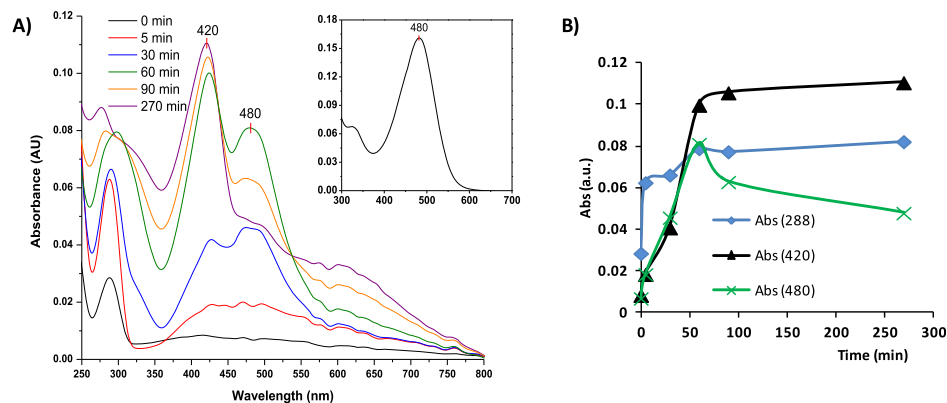 A)
0 min
5 min
30 min
60 min
90 min
270 min
420
480
0.12
0.10
0.08
0.06
0.04
0.02
0.00
Absorbance (AU)
250 300 350 400 450 500 550 600 650 700 750 800
Wavelength (nm)
480
0.18
0.15
0.12
0.09
0.06
0.03
0.00
300 400 500 600 700
B)
0.12
0.1
0.08
0.06
0.04
0.02
0
Abs (a.u.)
Abs (288)
Abs (420)
Abs (480)
0 50 100 150 200 250 300
Time (min)